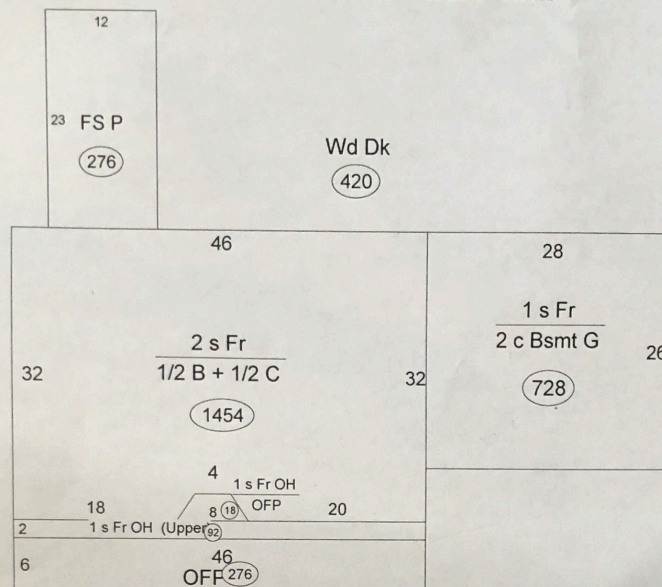 12
23 FS P
276
Wd Dk
420
46
28
1 s Fr
2 c Bsmt G
26
728
2 s Fr
1/2 B + 1/2 C
32
32
1454
4
1 s Fr OH
OFP
18
8 18
20
2
1 s Fr OH (Upper)
92
6
46
OFP 276